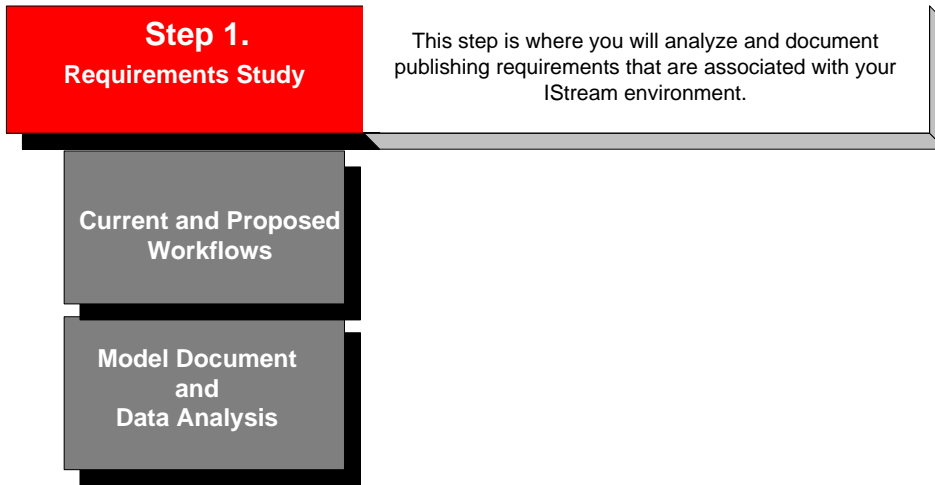 Step 1.
Requirements Study
This step is where you will analyze and document
publishing requirements that are associated with your
IStream environment.
Current and Proposed
Workflows
Model Document
and
Data Analysis